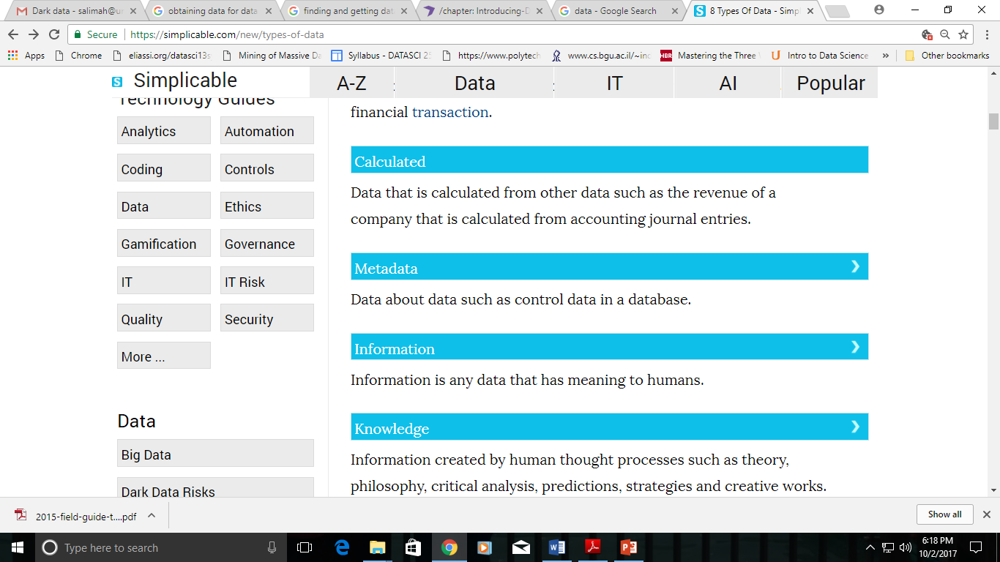 Dark data - salimah@u
obtaining data for data
finding and getting dat
/chapter: Introducing-D
data - Google Search
8 Types Of Data - Simpl
Secure
https://simplicable.com/new/types-of-data
Apps
Chrome
eliassi.org/datasci13s
Mining of Massive Da
Syllabus - DATASCI 25
https://www.polytech
www.cs.bgu.ac.il/~inc
HBR
Mastering the Three
Intro to Data Science
»
Other bookmarks
Simplicable
A-Z
Data
IT
AI
Popular
Technology Guides
Analytics
Automation
Coding
Controls
Data
Ethics
Gamification
Governance
IT
IT Risk
Quality
Security
More ...
Data
Big Data
Dark Data Risks
financial transaction.
Calculated
Data that is calculated from other data such as the revenue of a
company that is calculated from accounting journal entries.
Metadata
Data about data such as control data in a database.
Information
Information is any data that has meaning to humans.
Knowledge
Information created by human thought processes such as theory,
philosophy, critical analysis, predictions, strategies and creative works.
2015-field-guide-t....pdf
Show all
Type here to search
6:18 PM
10/2/2017